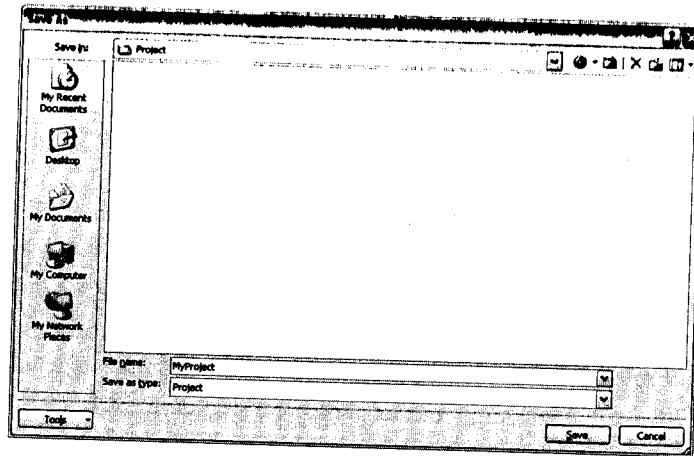 Save As
Save in:
Project
My Recent
Documents
Desktop
My Documents
My Computer
My Network
Places
File name:
MyProject
Save as type:
Project
Tools
Save
Cancel